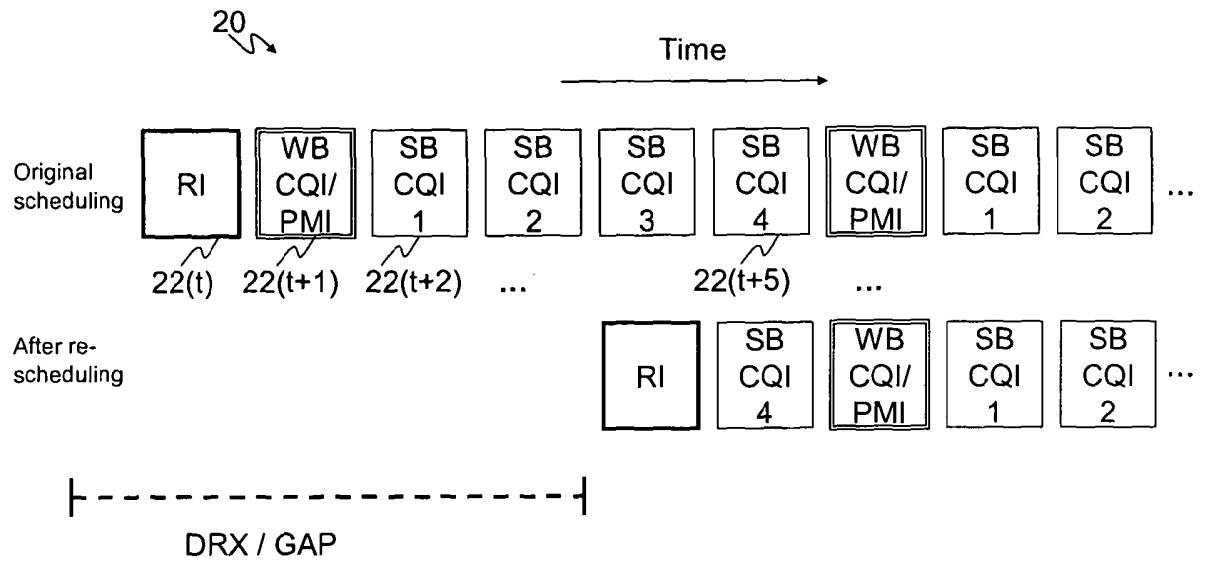 20
Time
Original
scheduling
RI
WB
CQI/
PMI
SB
CQI
1
SB
CQI
2
SB
CQI
3
SB
CQI
4
WB
CQI/
PMI
SB
CQI
1
SB
CQI
2
...
22(t)
22(t+1)
22(t+2)
...
22(t+5)
...
After re-
scheduling
RI
SB
CQI
4
WB
CQI/
PMI
SB
CQI
1
SB
CQI
2
...
DRX / GAP